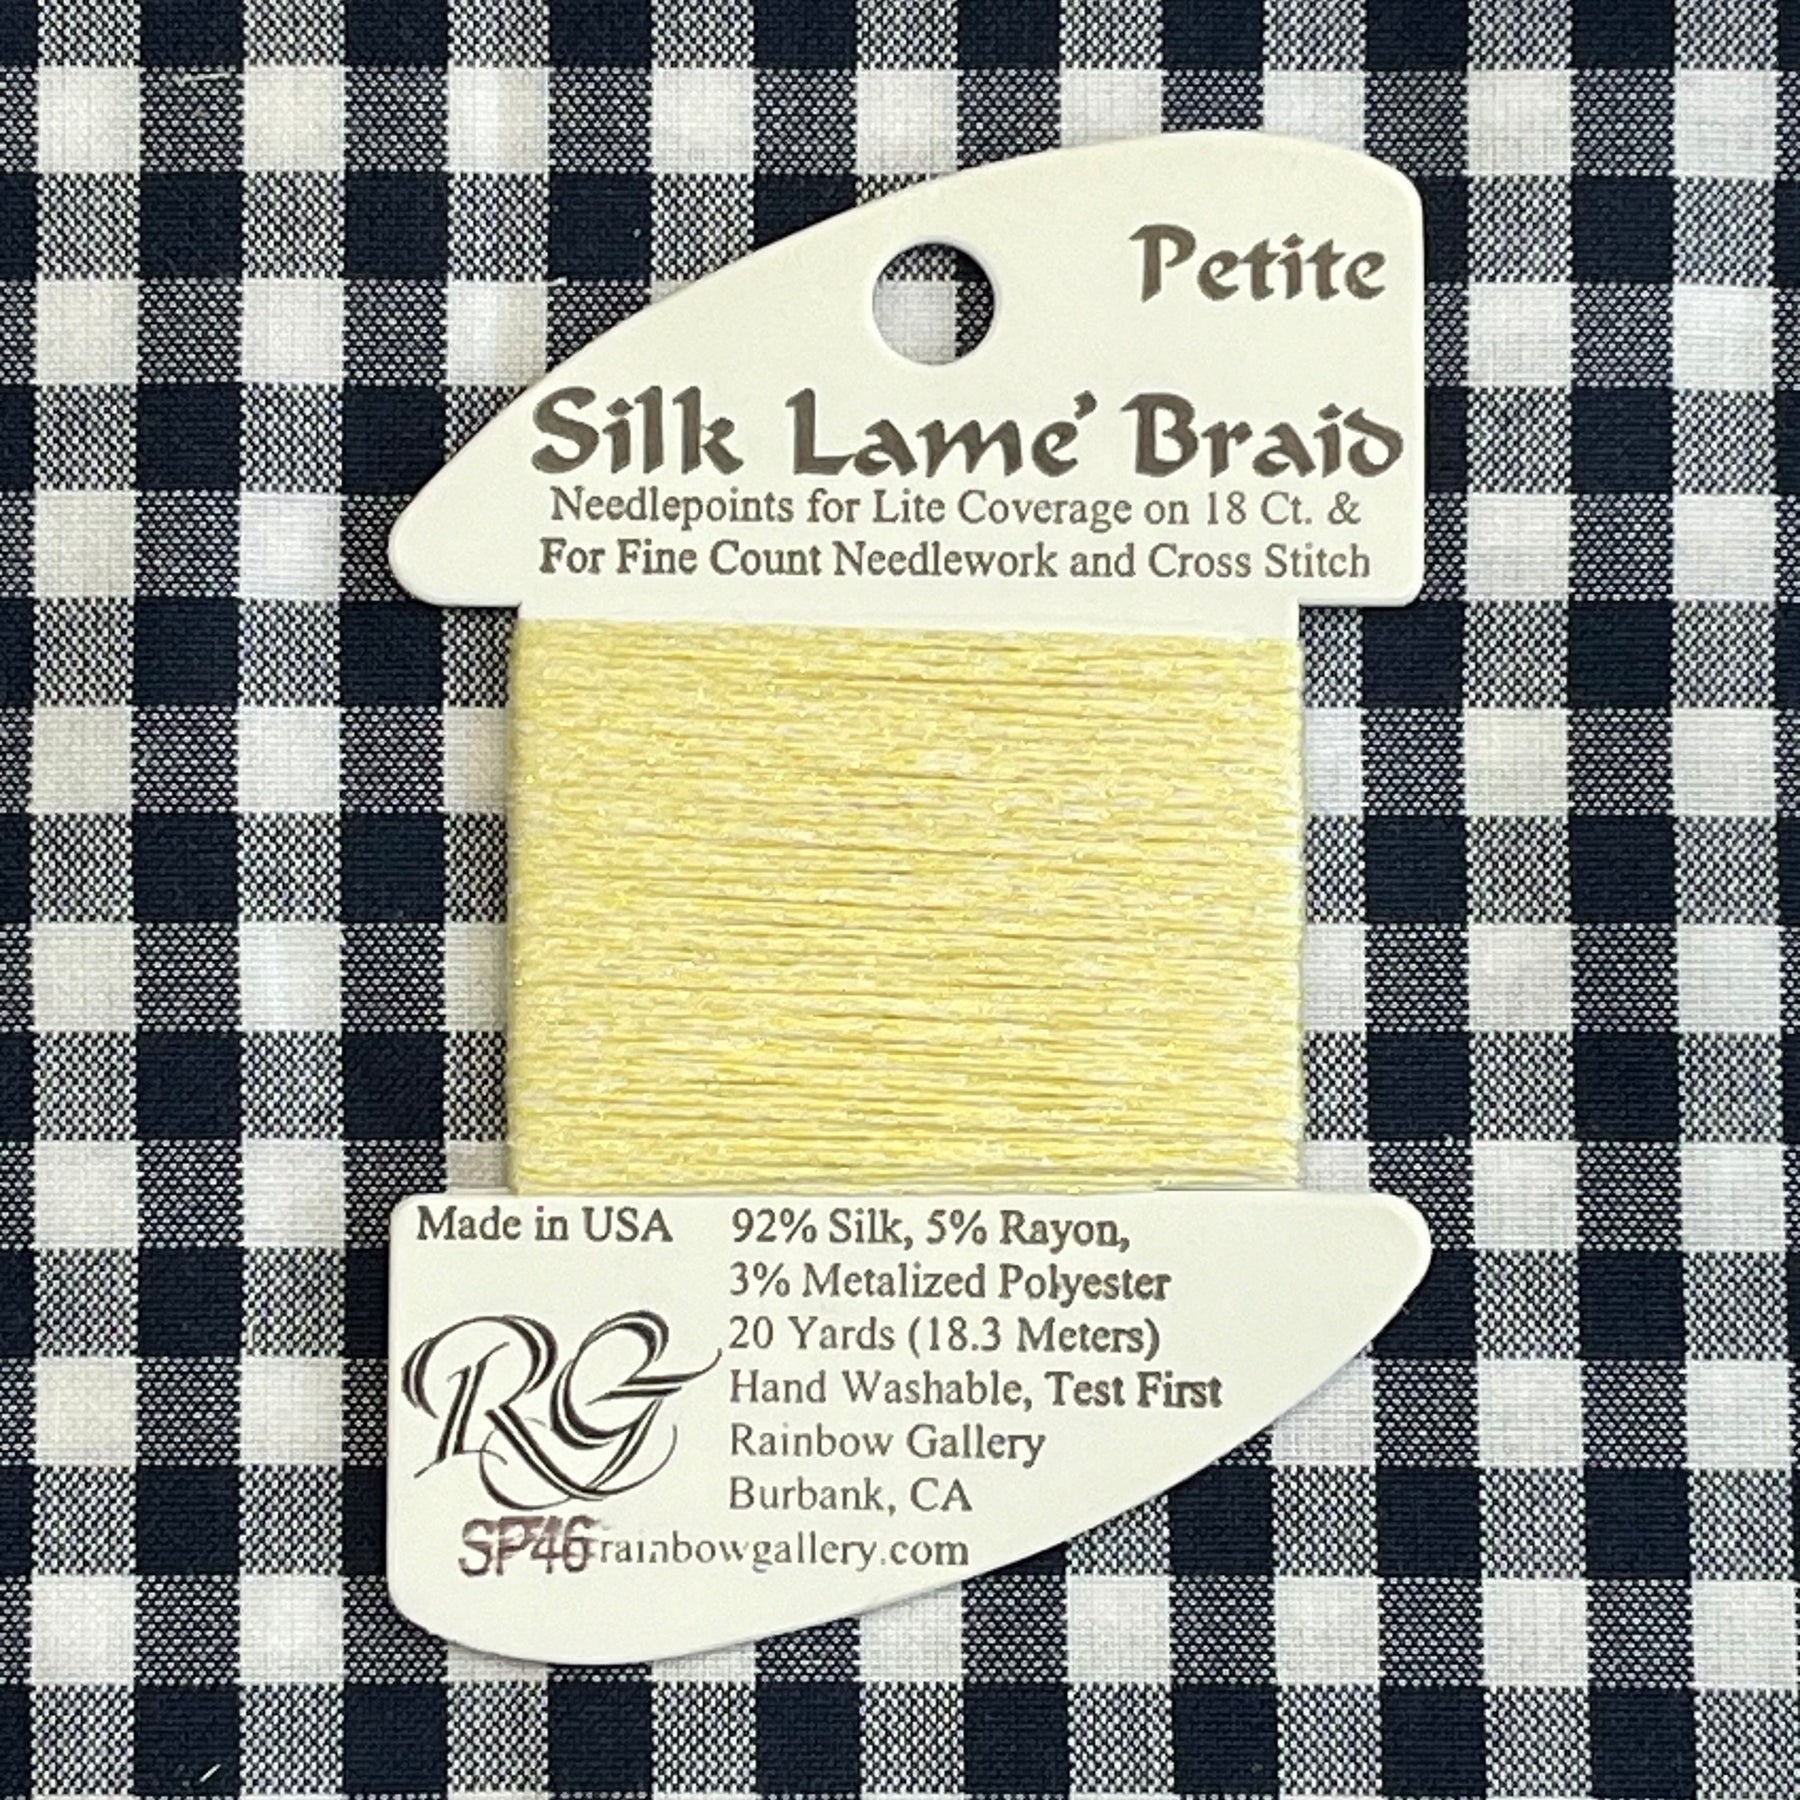 Petite
Silk Lame' Braid
Needlepoints for Lite Coverage on 18 Ct. &
For Fine Count Needlework and Cross Stitch
Made in USA
92% Silk, 5% Rayon,
3% Metalized Polyester
20 Yards (18.3 Meters)
Hand Washable, Test First
Rainbow Gallery
Burbank, CA
RG
SP46 rainbowgallery.com